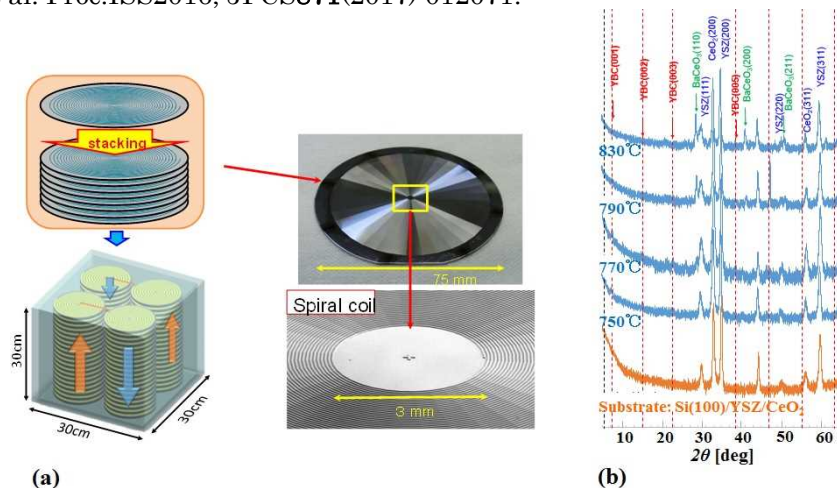 al. Proc.ISS2016, JPCS871(2017) 012071.
stacking
30cm
30cm
30cm
75 mm
Spiral coil
3 mm
(a)
YBC(001)
YBC(002)
YBC(003)
BaCeO₃(110)
YSZ(111)
CeO₂(200)
YSZ(200)
YBC(005)
BaCeO₃(200)
YSZ(220)
BaCeO₃(211)
CeO₂(311)
YSZ(311)
830℃
790℃
770℃
750℃
Substrate: Si(100)/YSZ/CeO₂
10 20 30 40 50 60
2θ [deg]
(b)